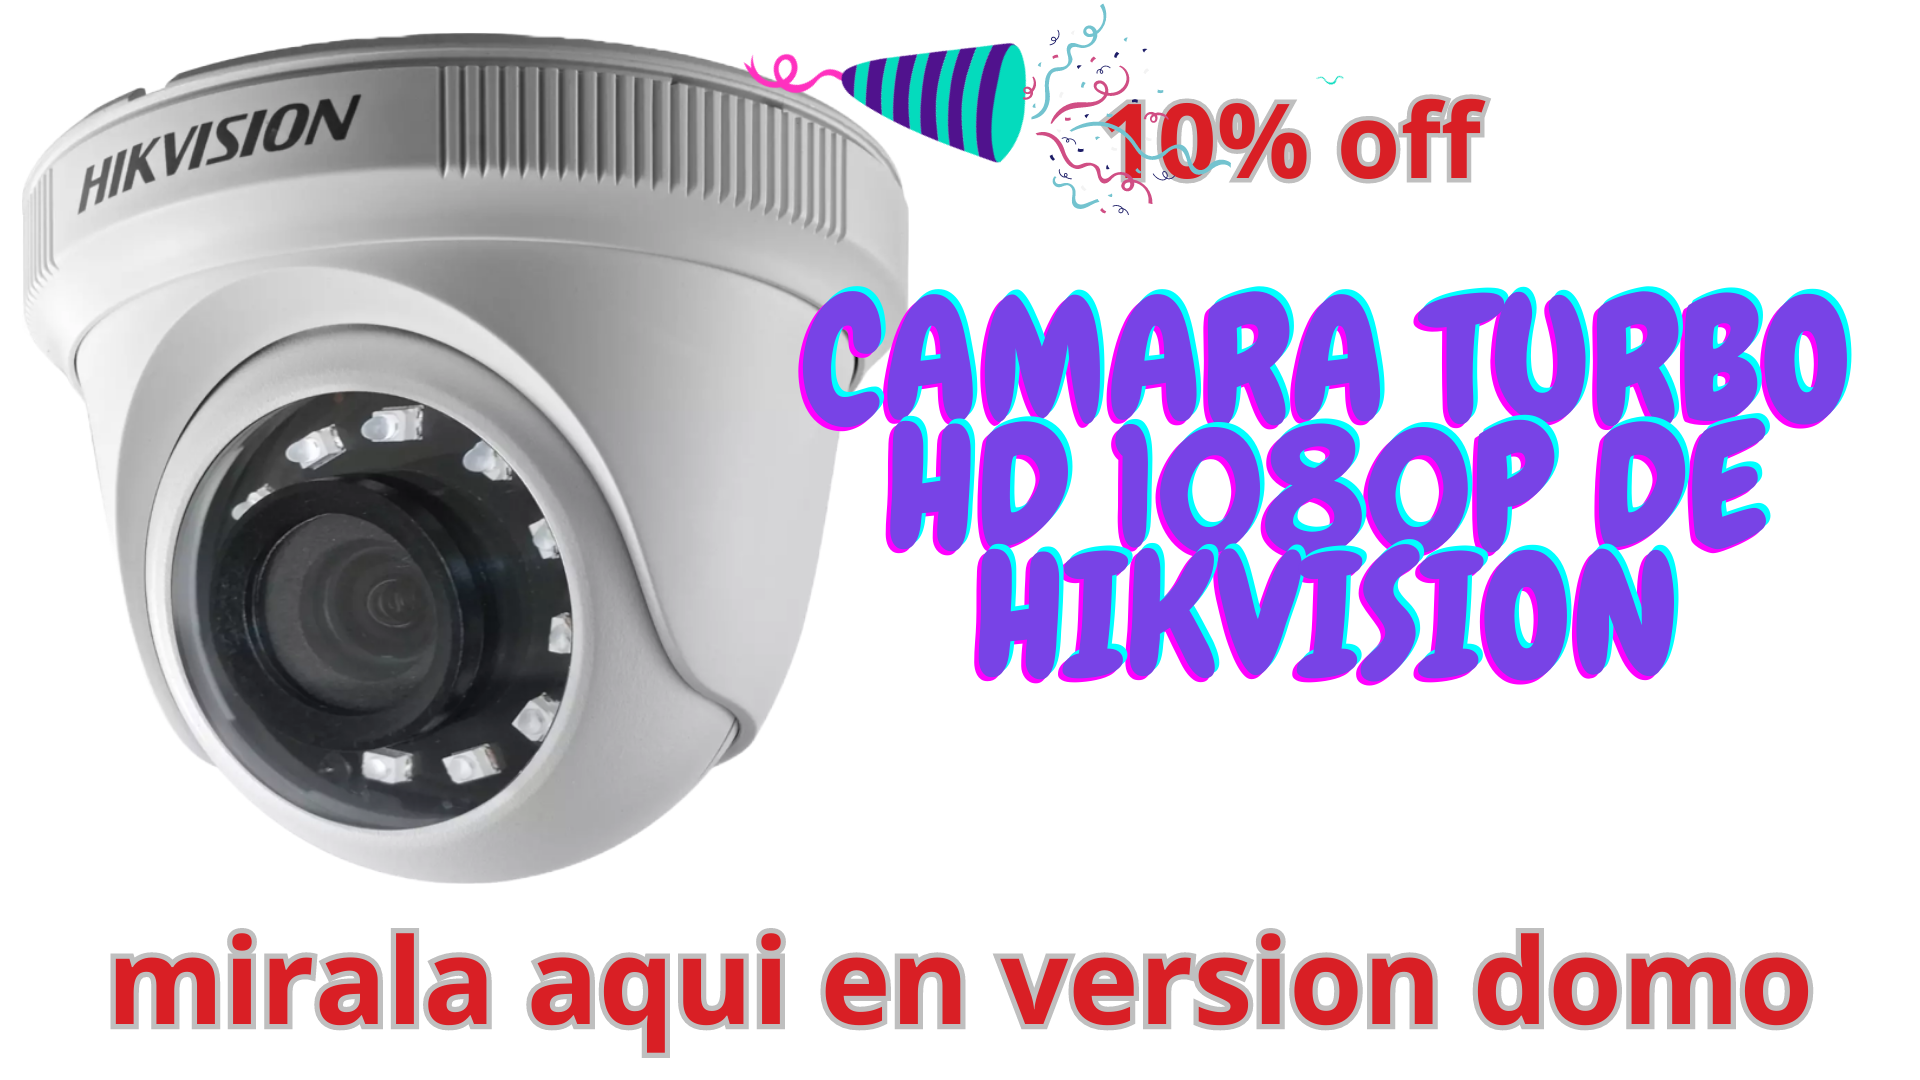 HIKVISION
10% off
CAMARA TURBO
HD 1080P DE
HIKVISION
mirala aqui en version domo